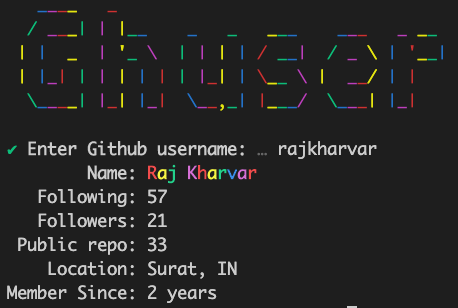 Ghuser
✔ Enter Github username: … rajkharvar
Name: Raj Kharvar
Following: 57
Followers: 21
Public repo: 33
Location: Surat, IN
Member Since: 2 years